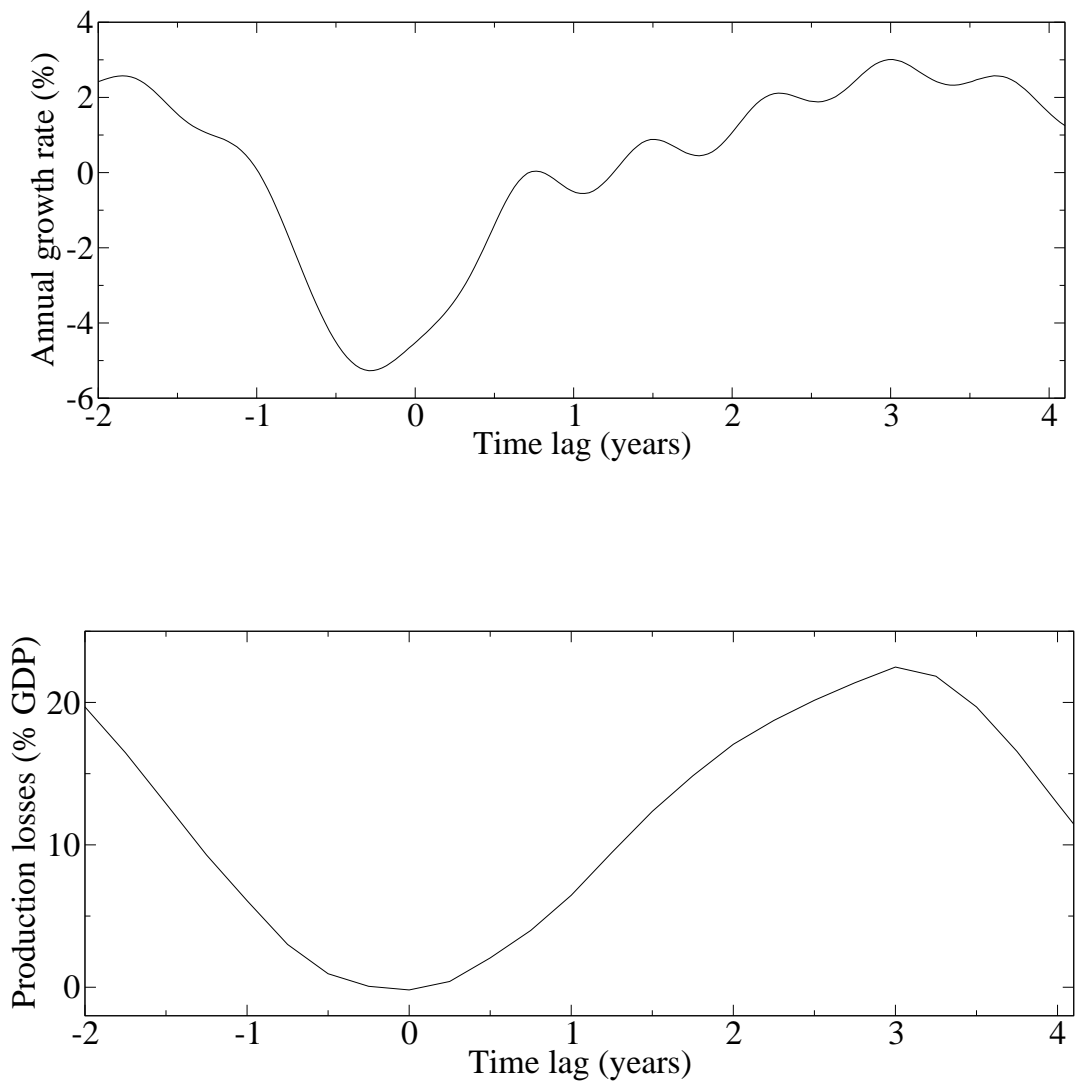 4
2
0
-2
-4
-6
Annual growth rate (%)
-2 -1 0 1 2 3 4
Time lag (years)
20
10
0
Production losses (% GDP)
-2 -1 0 1 2 3 4
Time lag (years)